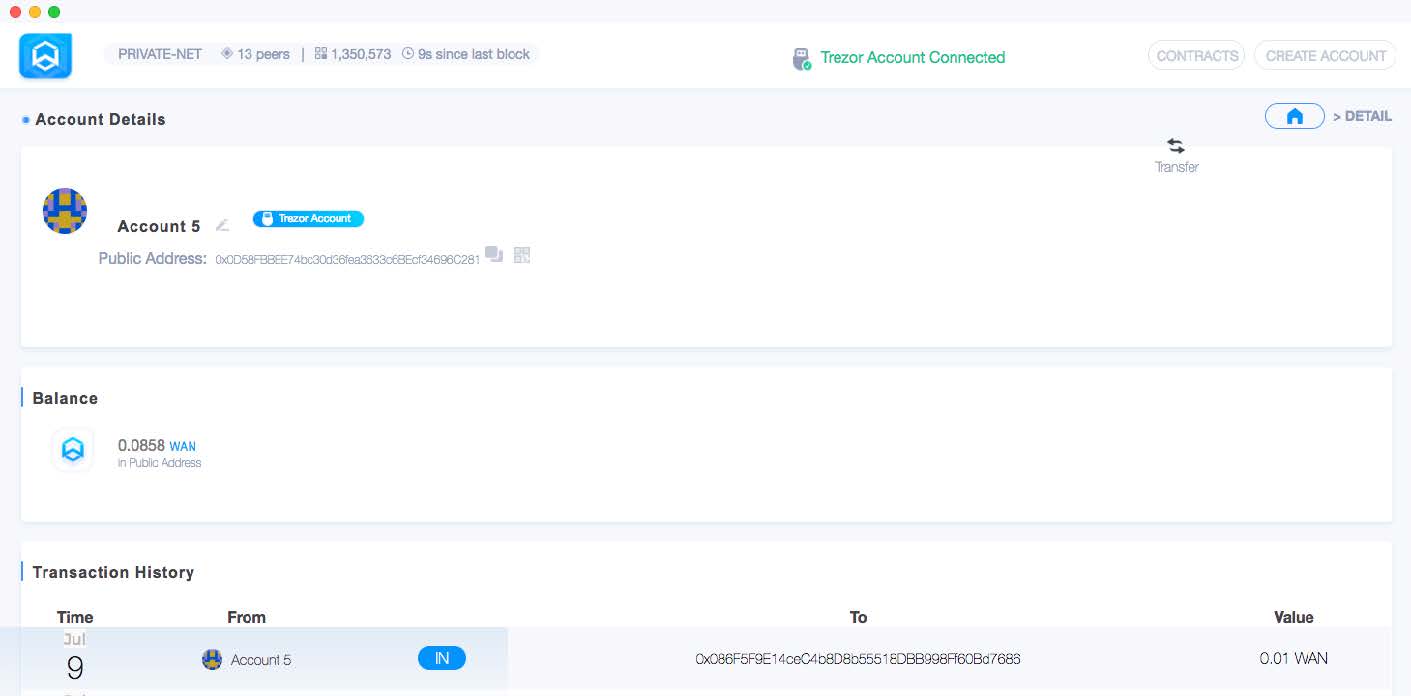 PRIVATE-NET 13 peers | 1,350,573 9s since last block
Trezor Account Connected
CONTRACTS
CREATE ACCOUNT
Account Details
> DETAIL
Transfer
Account 5
Trezor Account
Public Address:
Balance
0.0858 WAN
in Public Address
Transaction History
Time From To Value
Jul
9
Account 5
IN
0.01 WAN